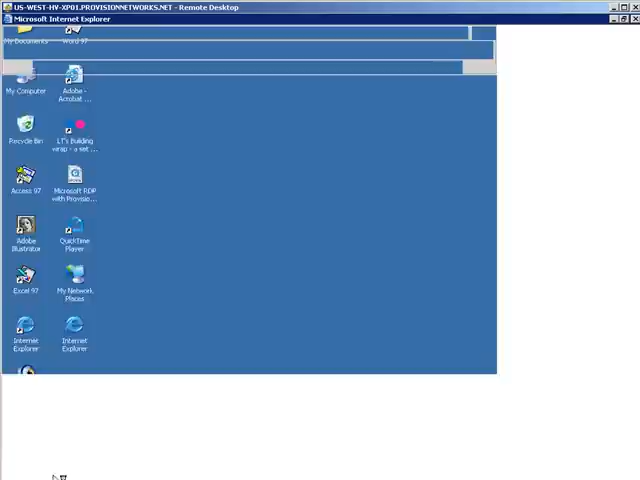 US-WEST-HV-XP01.PROVISIONNETWORKS.NET - Remote Desktop
Microsoft Internet Explorer
My Documents
Word 97
My Computer
Adobe -
Acrobat ...
Recycle Bin
LT's Building
wrap - a set ...
Access 97
Microsoft RDP
with Provisio...
Adobe
Illustrator
QuickTime
Player
Excel 97
My Network
Places
Internet
Explorer
Internet
Explorer